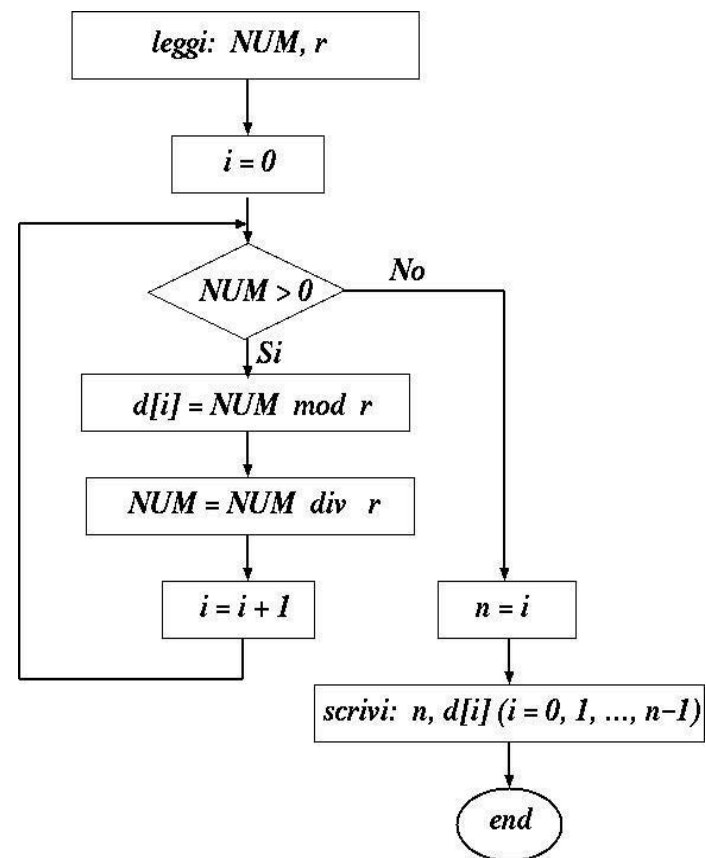 leggi: NUM, r
i = 0
NUM > 0
No
Si
d[i] = NUM mod r
NUM = NUM div r
i = i + 1
n = i
scrivi: n, d[i] (i = 0, 1, ..., n−1)
end